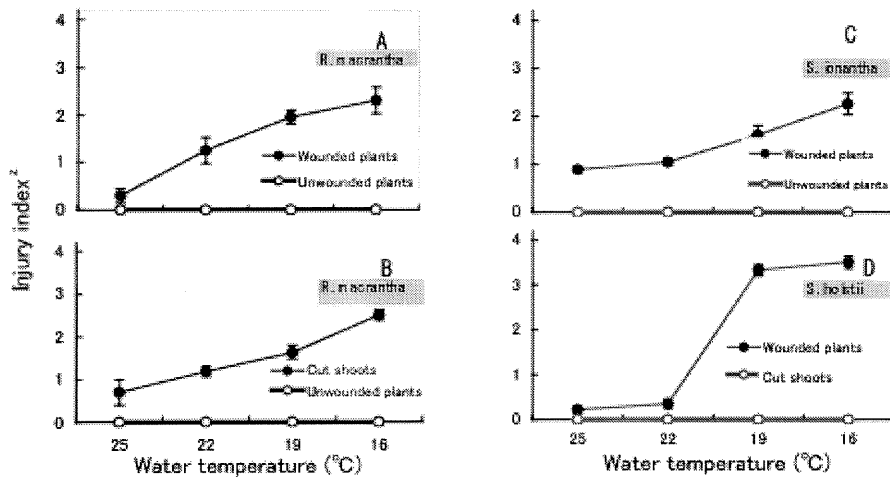 4
A
R. macrantha
3
2
Wounded plants
1
Unwounded plants
0
Injury index²
4
B
R. macrantha
3
2
Cut shoots
1
Unwounded plants
0
25 22 19 16
Water temperature (°C)
4
C
S. ionantha
3
2
Wounded plants
1
Unwounded plants
0
4
D
S. holstii
3
2
Wounded plants
Cut shoots
1
0
25 22 19 16
Water temperature (°C)